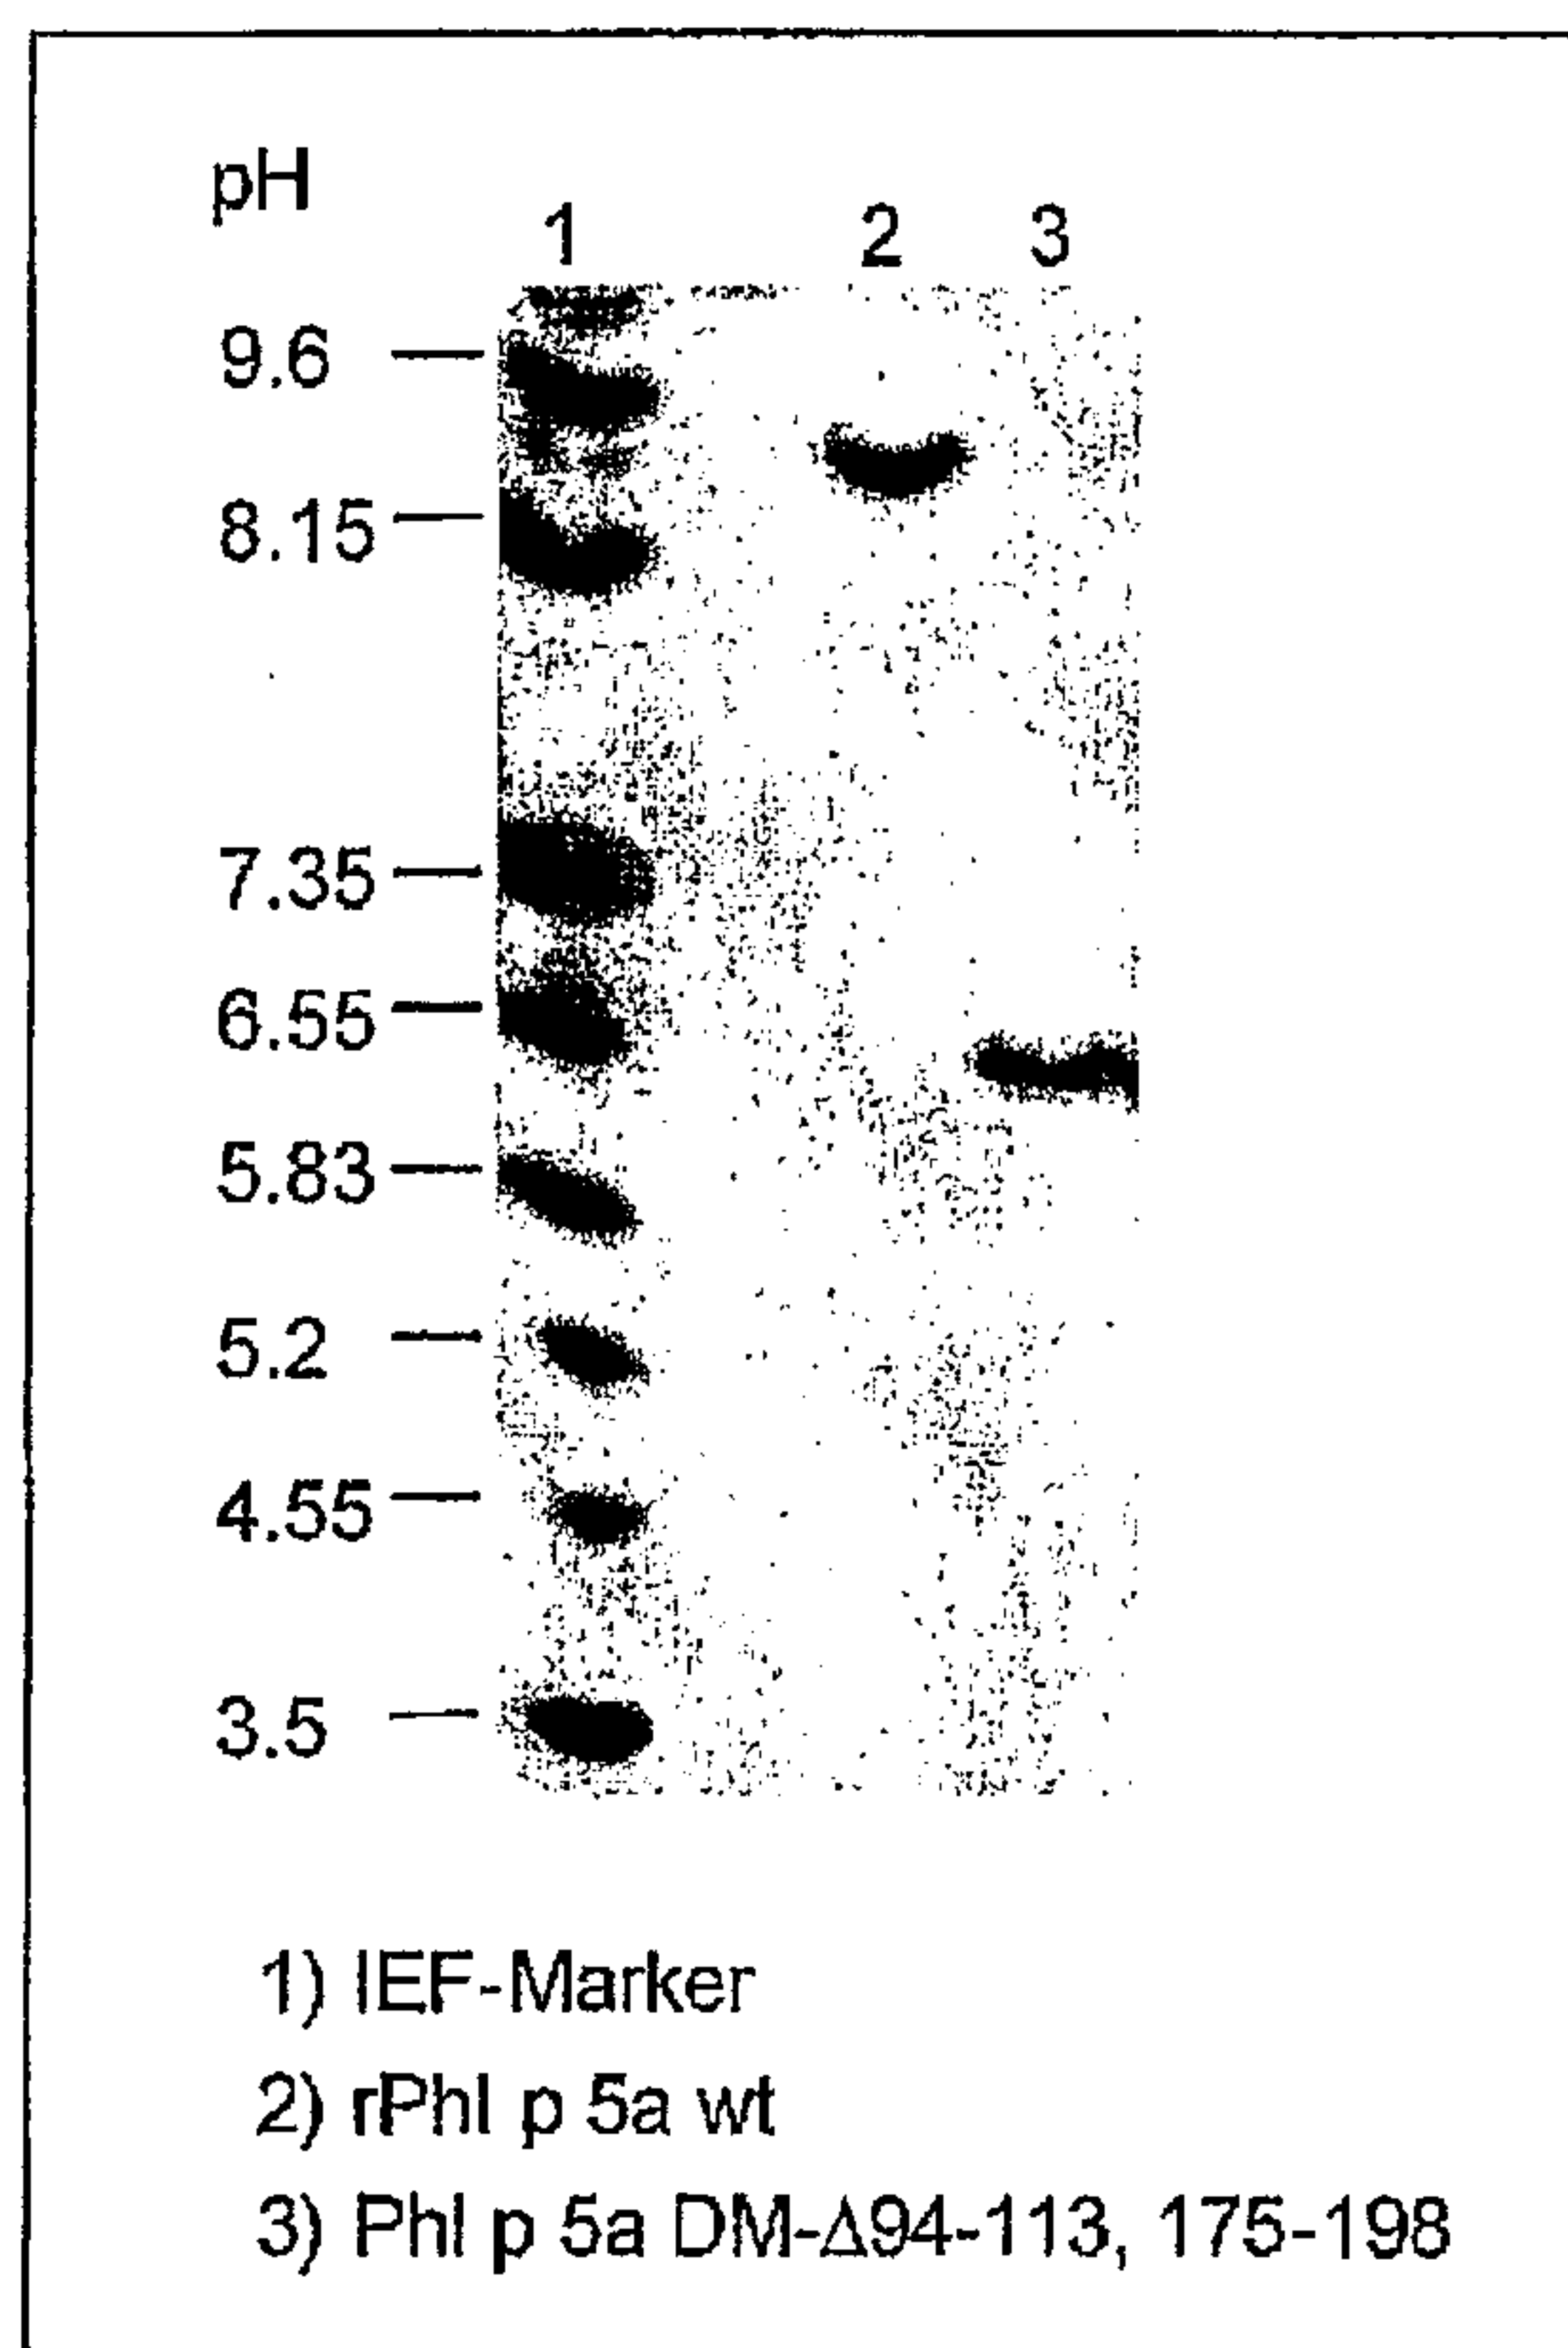 pH
1 2 3
9.6
8.15
7.35
6.55
5.83
5.2
4.55
3.5
1) IEF-Marker
2) rPhl p 5a wt
3) Phl p 5a DM-Δ94-113, 175-198